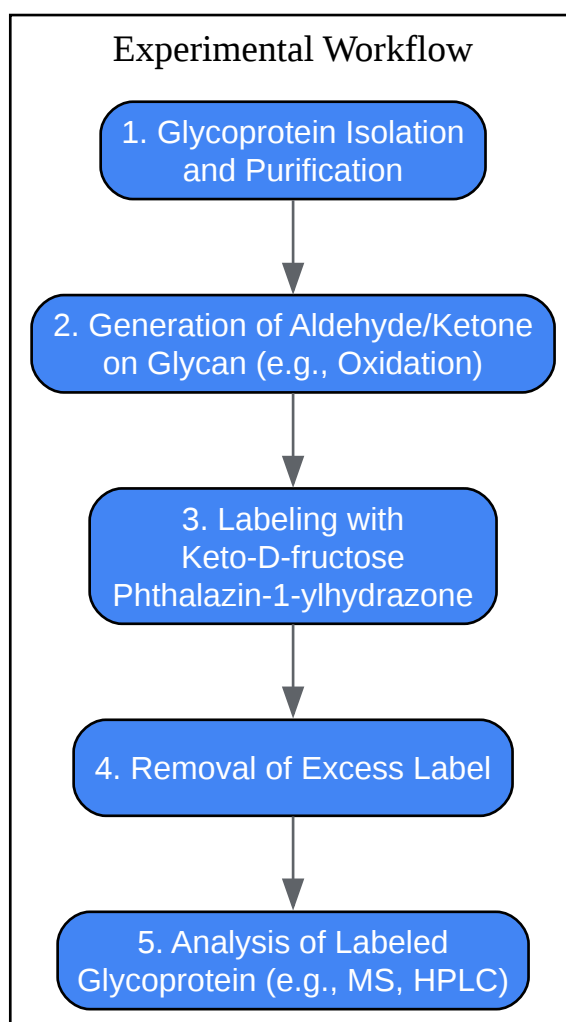 Experimental Workflow
1. Glycoprotein Isolation
and Purification
2. Generation of Aldehyde/Ketone
on Glycan (e.g., Oxidation)
3. Labeling with
Keto-D-fructose
Phthalazin-1-ylhydrazone
4. Removal of Excess Label
5. Analysis of Labeled
Glycoprotein (e.g., MS, HPLC)